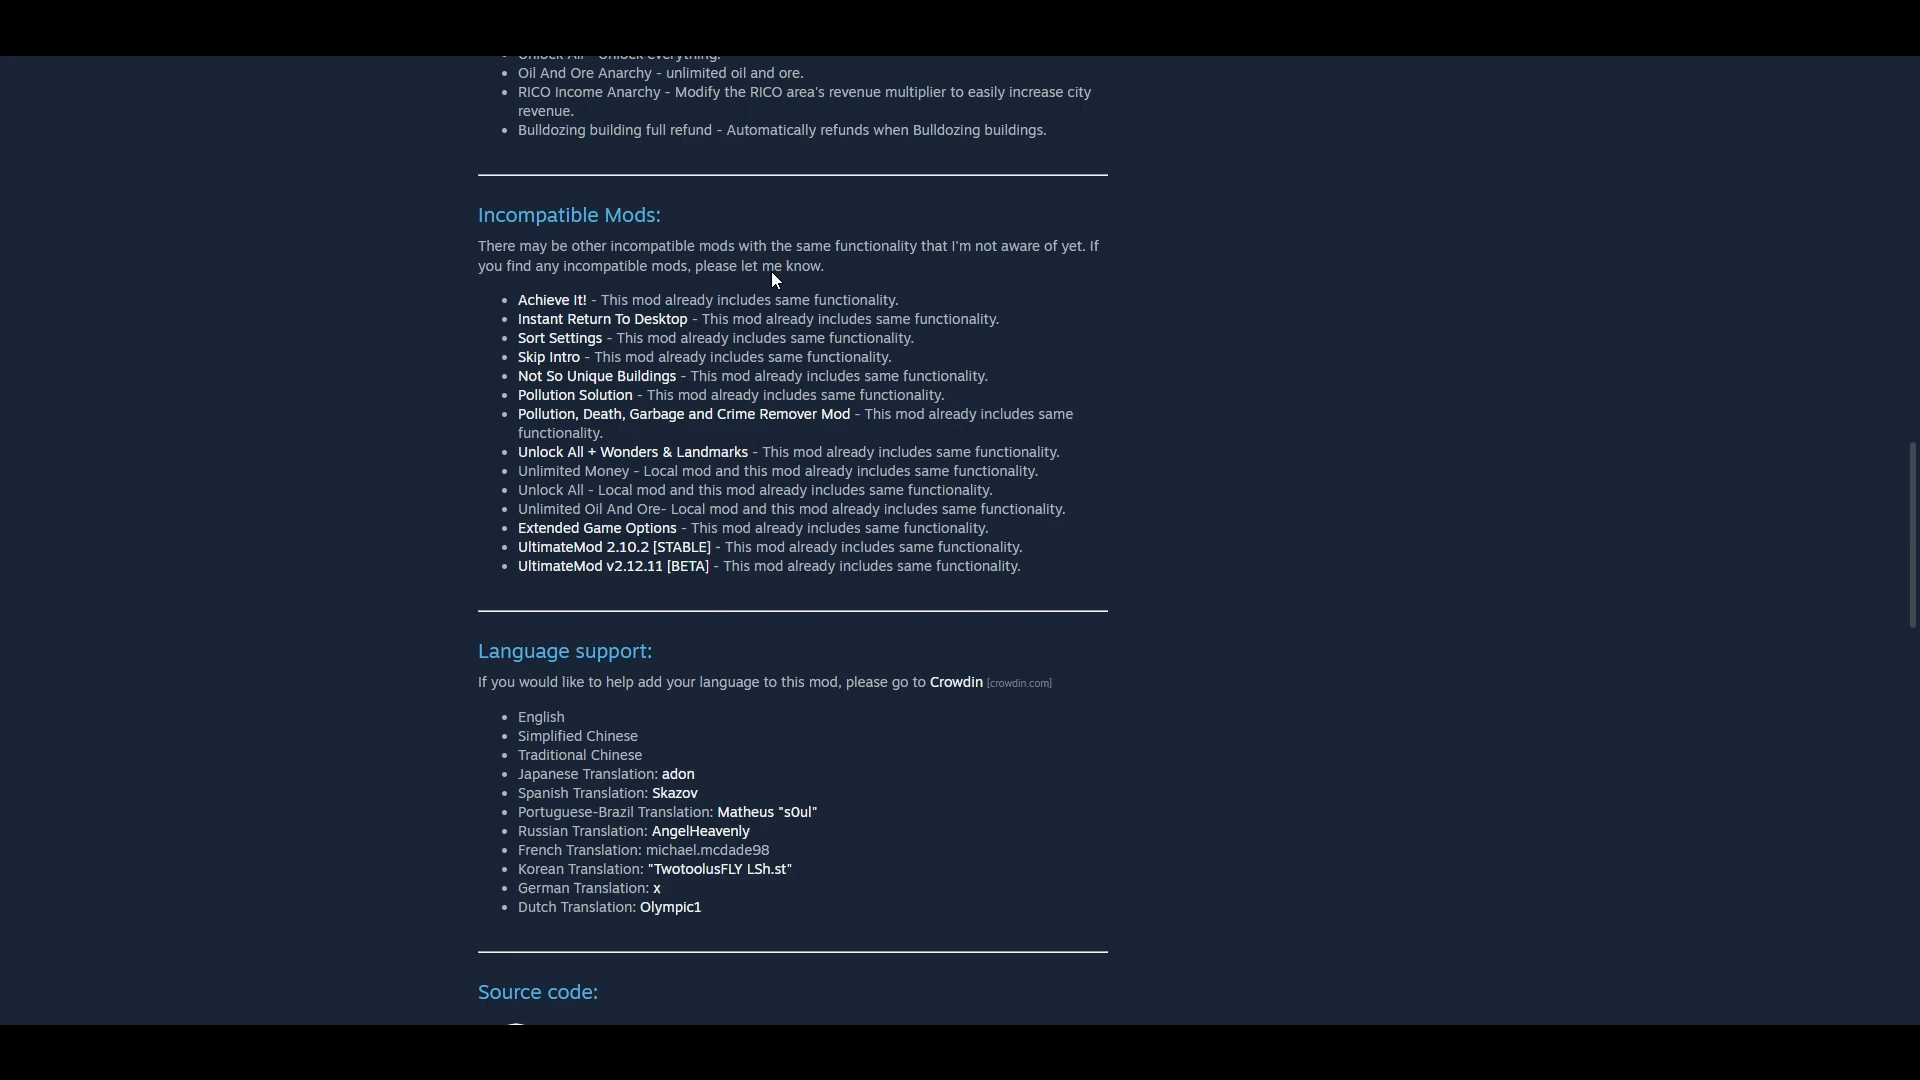 Unlock All - Unlock everything.
Oil And Ore Anarchy - unlimited oil and ore.
RICO Income Anarchy - Modify the RICO area's revenue multiplier to easily increase city
revenue.
Bulldozing building full refund - Automatically refunds when Bulldozing buildings.
Incompatible Mods:
There may be other incompatible mods with the same functionality that I'm not aware of yet. If
you find any incompatible mods, please let me know.
Achieve It! - This mod already includes same functionality.
Instant Return To Desktop - This mod already includes same functionality.
Sort Settings - This mod already includes same functionality.
Skip Intro - This mod already includes same functionality.
Not So Unique Buildings - This mod already includes same functionality.
Pollution Solution - This mod already includes same functionality.
Pollution, Death, Garbage and Crime Remover Mod - This mod already includes same
functionality.
Unlock All + Wonders & Landmarks - This mod already includes same functionality.
Unlimited Money - Local mod and this mod already includes same functionality.
Unlock All - Local mod and this mod already includes same functionality.
Unlimited Oil And Ore- Local mod and this mod already includes same functionality.
Extended Game Options - This mod already includes same functionality.
UltimateMod 2.10.2 [STABLE] - This mod already includes same functionality.
UltimateMod v2.12.11 [BETA] - This mod already includes same functionality.
Language support:
If you would like to help add your language to this mod, please go to Crowdin [crowdin.com]
English
Simplified Chinese
Traditional Chinese
Japanese Translation: adon
Spanish Translation: Skazov
Portuguese-Brazil Translation: Matheus "s0ul"
Russian Translation: AngelHeavenly
French Translation: michael.mcdade98
Korean Translation: "TwotoolusFLY LSh.st"
German Translation: x
Dutch Translation: Olympic1
Source code: